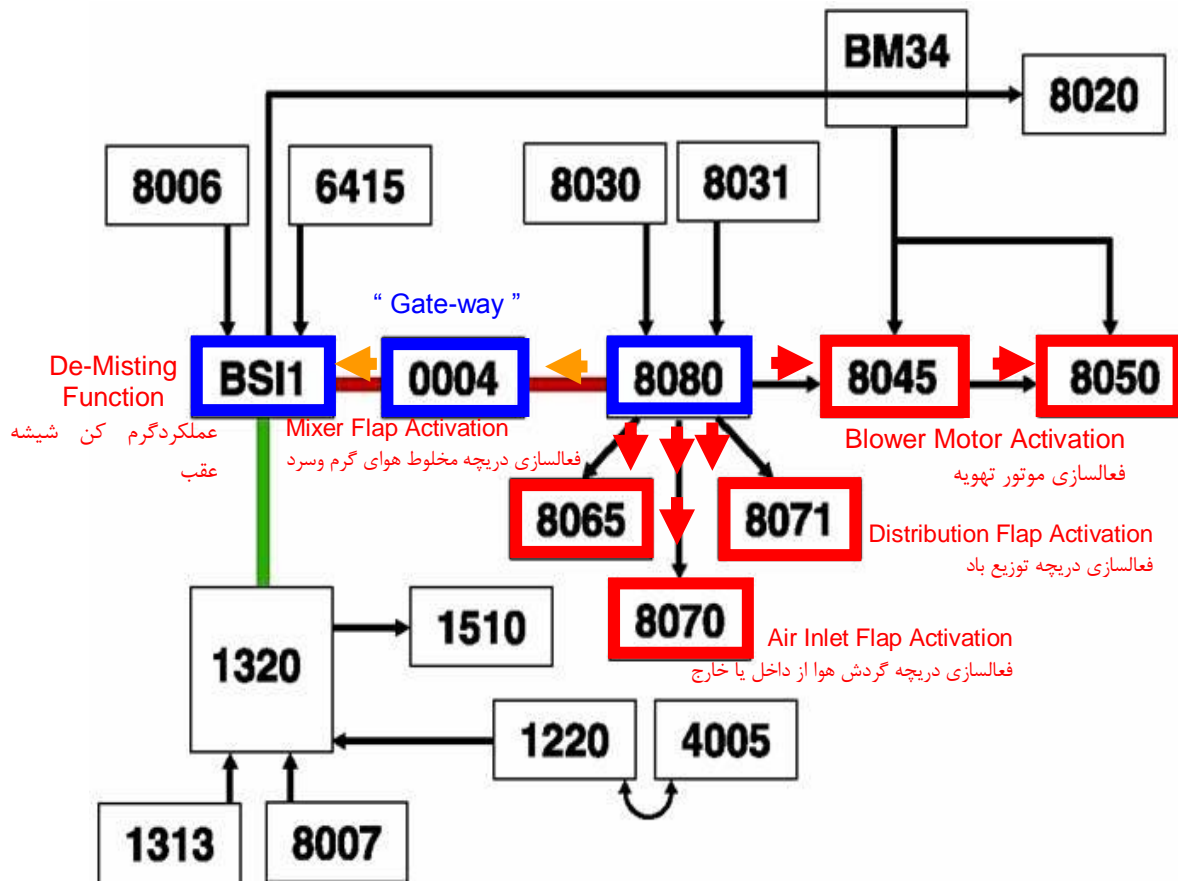 BM34
8020
8006
6415
8030
8031
“ Gate-way ”
De-Misting
Function
عملکردگرم کن شیشه
عقب
BSI1
0004
8080
8045
8050
Mixer Flap Activation
فعالسازی دریچه مخلوط هوای گرم وسرد
Blower Motor Activation
فعالسازی موتور تهویه
8065
8071
Distribution Flap Activation
فعالسازی دریچه توزیع باد
8070
Air Inlet Flap Activation
فعالسازی دریچه گردش هوا از داخل یا خارج
1320
1510
1220
4005
1313
8007